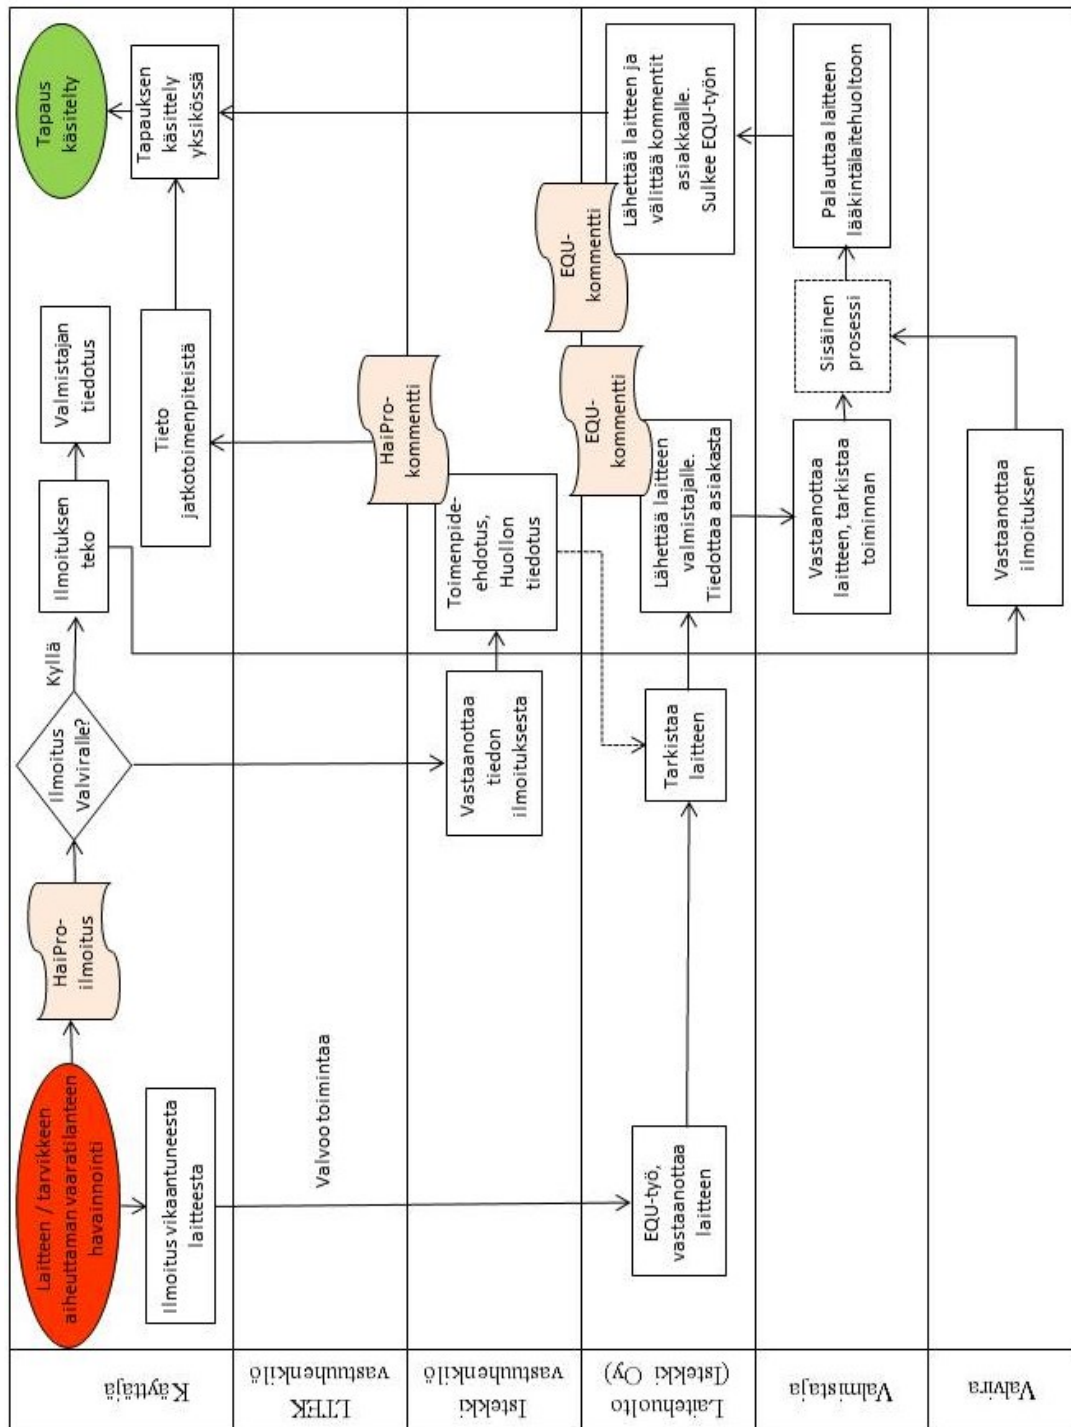 Käyttäjä
Laitteen / tarvikkeen
aiheuttaman vaaratilanteen
havainnointi
HaiPro-
ilmoitus
Ilmoitus
Valviralle?
Kyllä
Ilmoituksen
teko
Valmistajan
tiedotus
Tapaus
käsitelty
Ilmoitus vikaantuneesta
laitteesta
Tieto
jatkotoimenpiteistä
Tapauksen
käsittely
yksikössä
LTEK
vastuuhenkilö
Valvoo toimintaa
HaiPro-
kommentti
Istekki
vastuuhenkilö
Vastaanottaa
tiedon
ilmoituksesta
Toimenpide-
ehdotus,
Huollon
tiedotus
Laitehuolto
(Istekki Oy)
EQU-työ,
vastaanottaa
laitteen
Tarkistaa
laitteen
EQU-
kommentti
Lähettää laitteen
valmistajalle.
Tiedottaa asiakasta
EQU-
kommentti
Lähettää laitteen ja
välittää kommentit
asiakkaalle.
Sulkee EQU-työn
Valmistaja
Vastaanottaa
laitteen, tarkistaa
toiminnan
Sisäinen
prosessi
Palauttaa laitteen
lääkintälaitehuoltoon
Valvira
Vastaanottaa
ilmoituksen